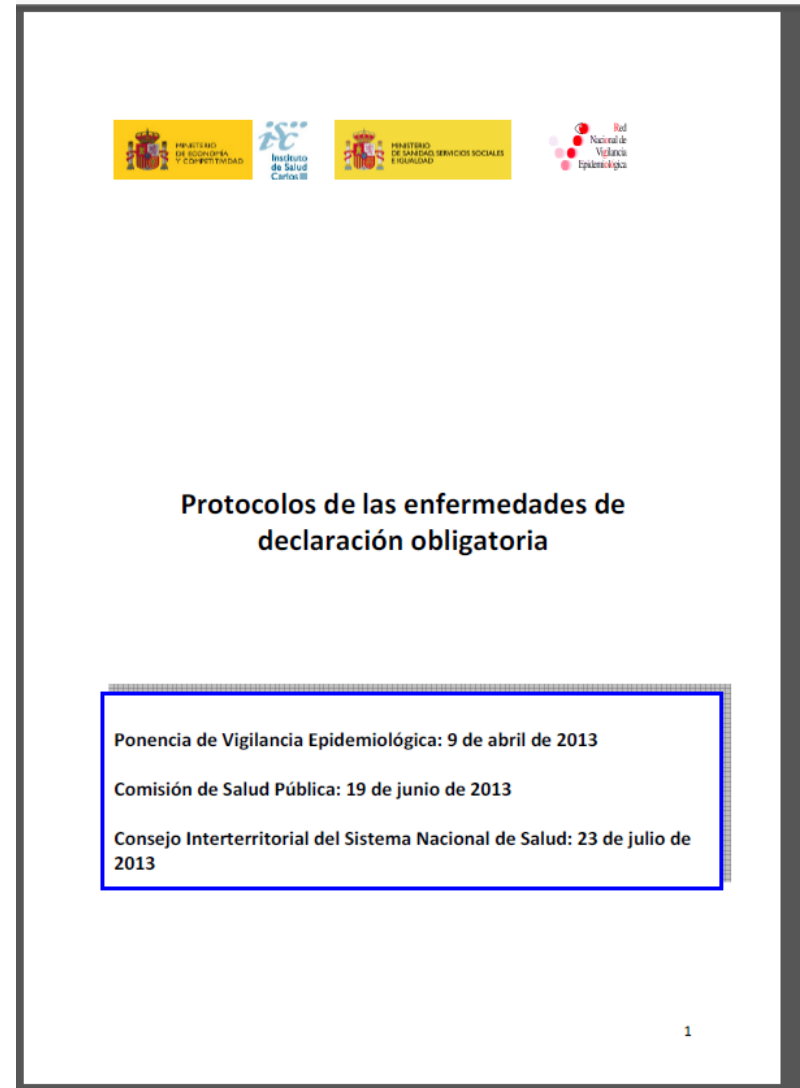 MINISTERIO
DE ECONOMÍA
Y COMPETITIVIDAD
isc
Instituto
de Salud
Carlos III
MINISTERIO
DE SANIDAD, SERVICIOS SOCIALES
E IGUALDAD
Red
Nacional de
Vigilancia
Epidemiológica
Protocolos de las enfermedades de
declaración obligatoria
Ponencia de Vigilancia Epidemiológica: 9 de abril de 2013
Comisión de Salud Pública: 19 de junio de 2013
Consejo Interterritorial del Sistema Nacional de Salud: 23 de julio de
2013
1